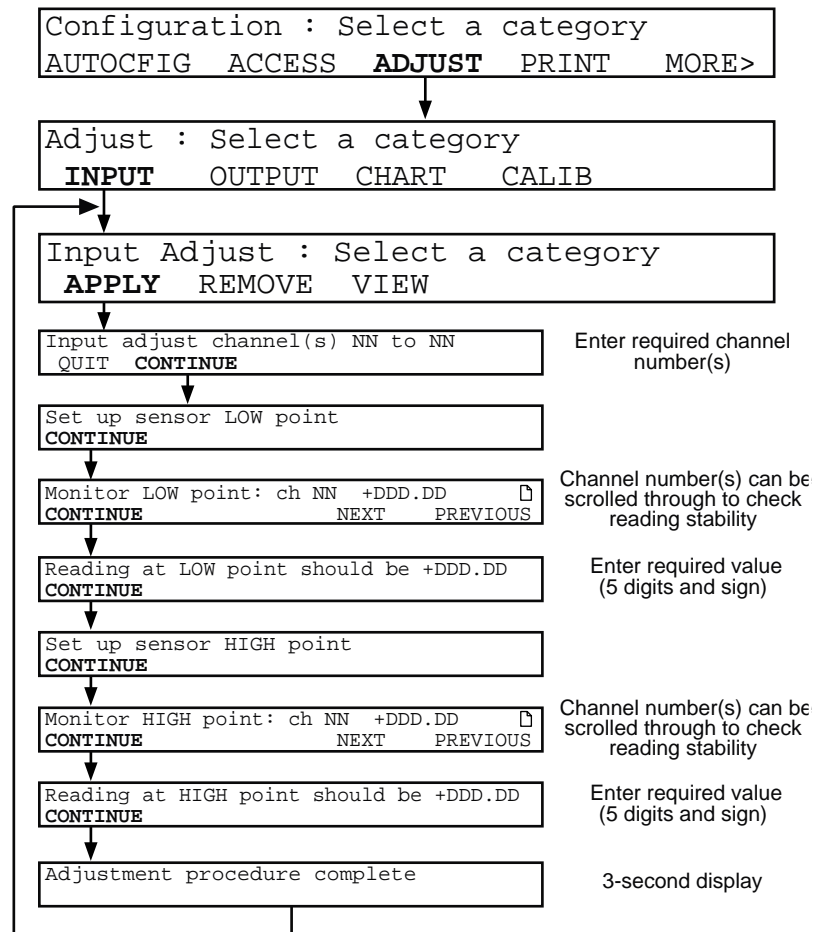 Configuration : Select a category
AUTOCFIG ACCESS ADJUST PRINT MORE>
Adjust : Select a category
INPUT OUTPUT CHART CALIB
Input Adjust : Select a category
APPLY REMOVE VIEW
Input adjust channel(s) NN to NN
QUIT CONTINUE
Enter required channel
number(s)
Set up sensor LOW point
CONTINUE
Monitor LOW point: ch NN +DDD.DD
CONTINUE NEXT PREVIOUS
Channel number(s) can be
scrolled through to check
reading stability
Reading at LOW point should be +DDD.DD
CONTINUE
Enter required value
(5 digits and sign)
Set up sensor HIGH point
CONTINUE
Monitor HIGH point: ch NN +DDD.DD
CONTINUE NEXT PREVIOUS
Channel number(s) can be
scrolled through to check
reading stability
Reading at HIGH point should be +DDD.DD
CONTINUE
Enter required value
(5 digits and sign)
Adjustment procedure complete
3-second display